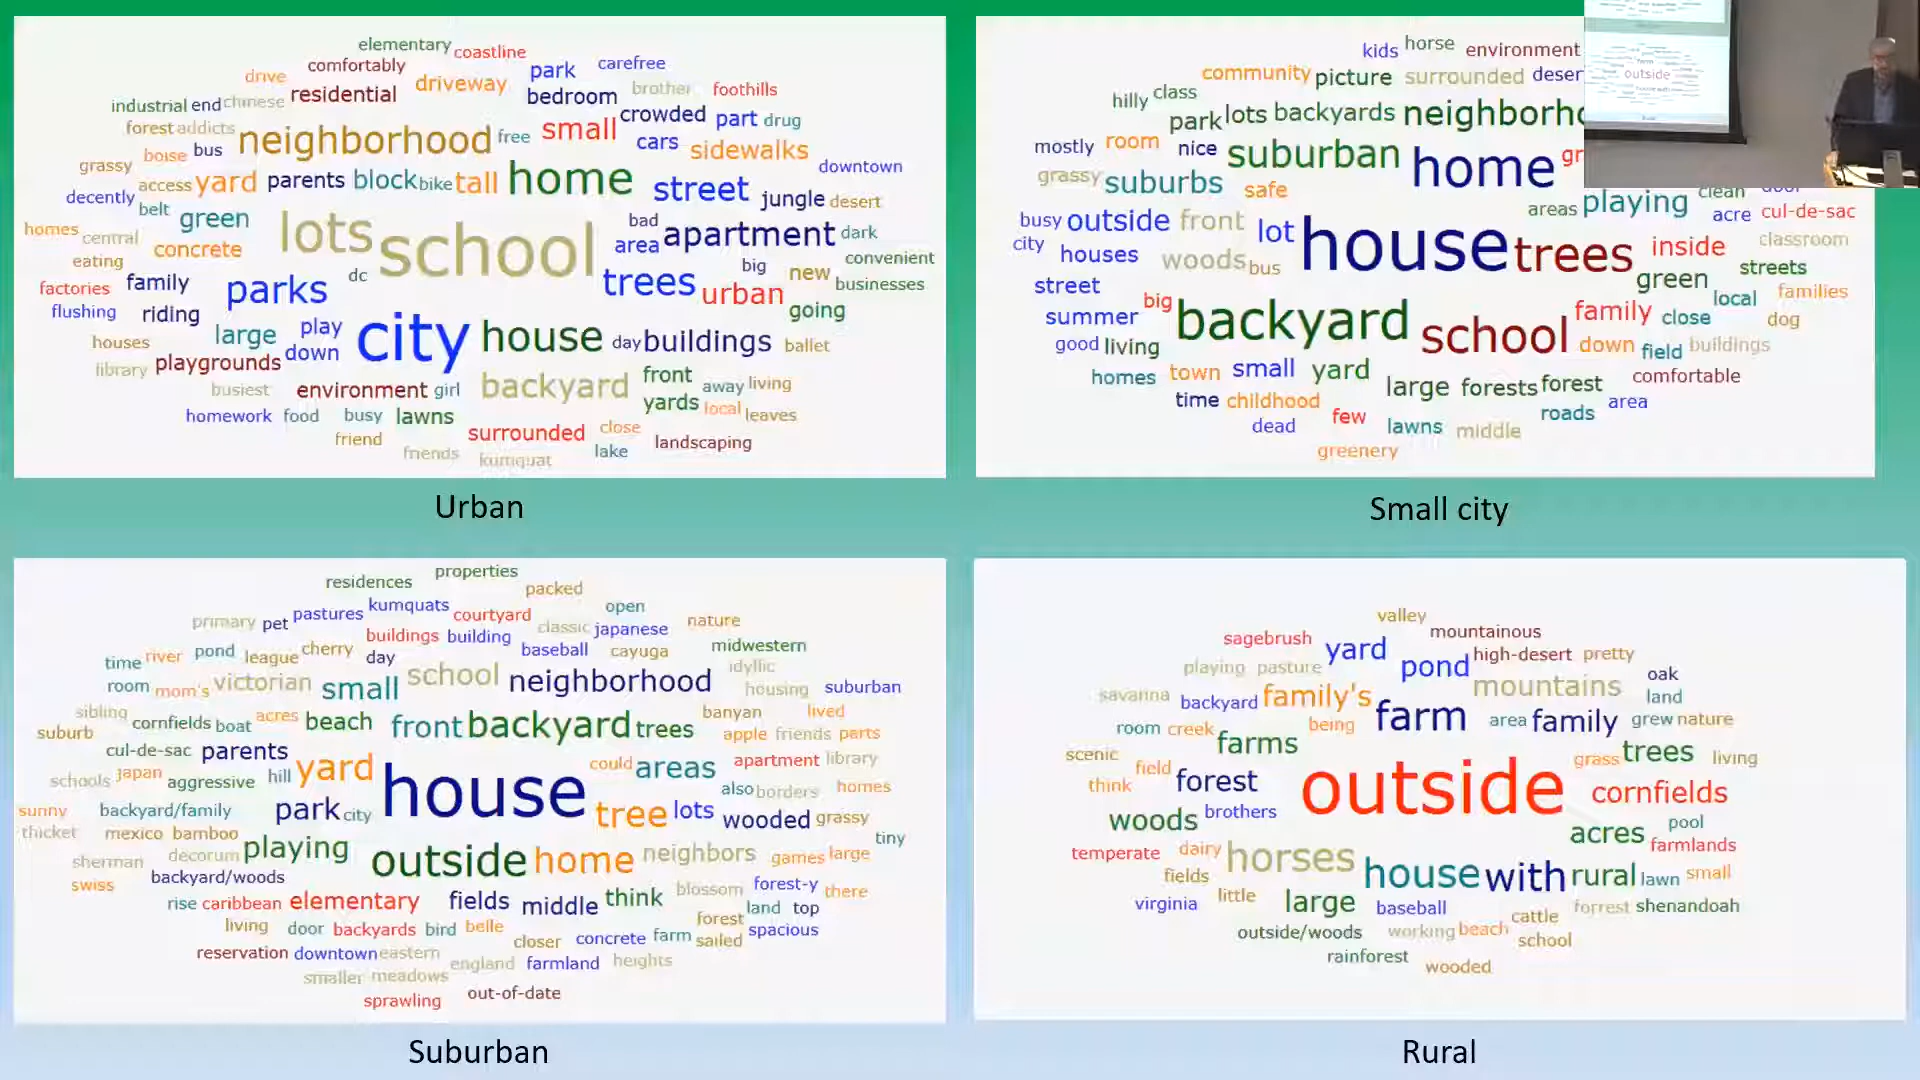 elementary coastline
drive comfortably driveway park carefree
industrial end chinese residential bedroom brother foothills
forest addicts neighborhood free small crowded part drug
grassy boise bus cars sidewalks
decently access yard parents block bike tall home street jungle downtown
belt green lots school bad apartment desert
homes central concrete area dark
eating family dc trees big new convenient
factories parks urban businesses
flushing riding large play city house day buildings going
houses playgrounds down ballet
library environment girl backyard front away living
busiest yards local leaves
homework food busy lawns surrounded close landscaping
friend friends kumquat lake
Urban
kids horse environment
community picture surrounded
hilly class park lots backyards
mostly room nice suburban home
grassy suburbs safe areas playing clean
busy outside front lot house trees inside acre cul-de-sac
city houses woods bus green streets classroom
street big backyard school family local families
summer close dog
good living down field buildings
homes town small yard large forests forest comfortable
time childhood few roads area
dead lawns middle
greenery
outside
Small city
residences properties packed
primary pet pastures kumquats courtyard open nature
buildings building classic japanese
time river pond league cherry day baseball cayuga midwestern
room mom's victorian small school neighborhood idyllic housing suburban
sibling cornfields boat acres beach front backyard trees banyan lived
suburb cul-de-sac parents apple friends parts
schools japan aggressive hill yard house could areas apartment library
sunny backyard/family park city tree lots also borders homes
thicket mexico bamboo wooded grassy
sherman decorum playing outside home neighbors games large tiny
swiss backyard/woods think blossom forest-y there
rise caribbean elementary fields middle forest land top
living door backyards bird belle closer concrete farm sailed spacious
reservation downtown eastern england farmland heights
smaller meadows
sprawling out-of-date
Suburban
valley
sagebrush yard mountainous
playing pasture pond high-desert pretty
savanna backyard family's mountains oak land
room creek being farm area family grew nature
scenic farms grass trees living
think field forest outside cornfields
woods brothers acres pool
temperate dairy horses farmlands
fields house with rural lawn small
virginia little large baseball cattle forrest shenandoah
outside/woods working beach school
rainforest wooded
Rural